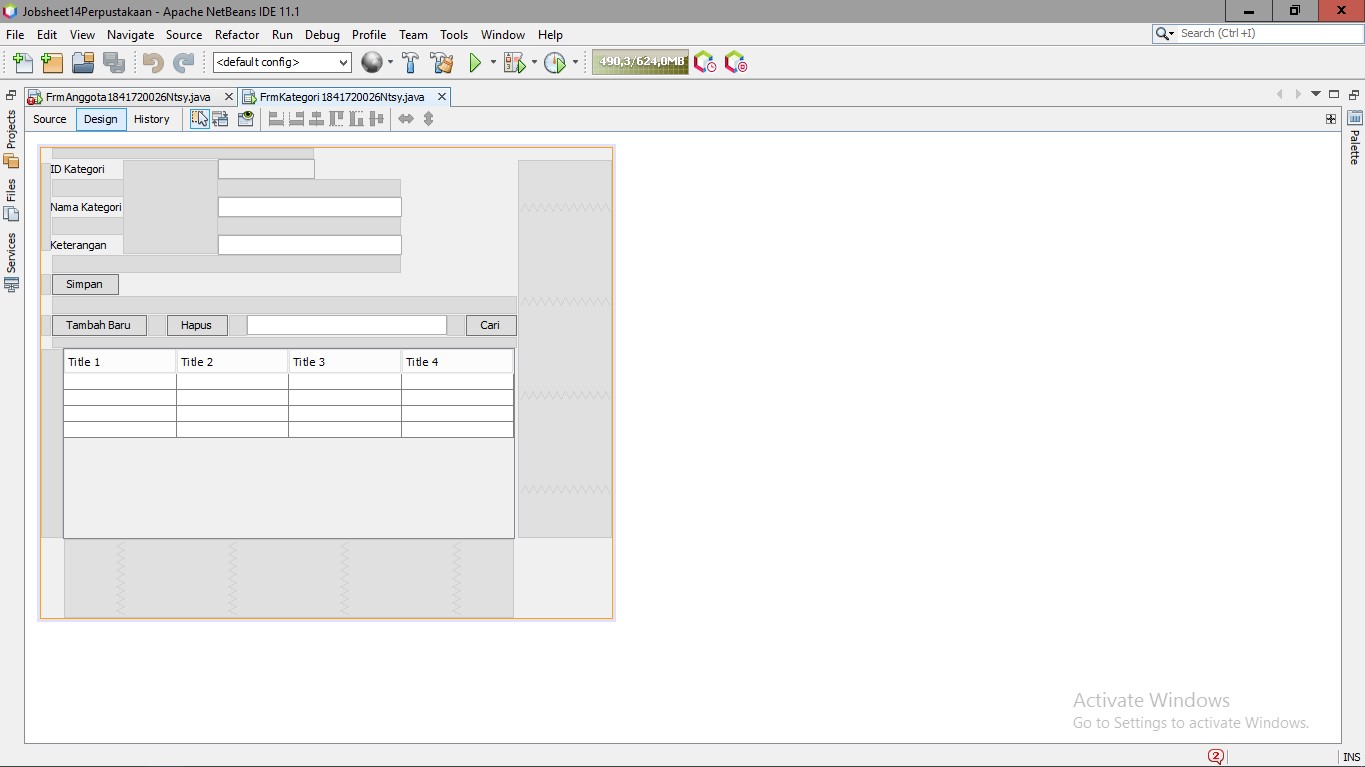 Jobsheet14Perpustakaan - Apache NetBeans IDE 11.1
File Edit View Navigate Source Refactor Run Debug Profile Team Tools Window Help
Search (Ctrl+I)
<default config>
490,3/624,0MB
FrmAnggota1841720026Ntsy.java
FrmKategori1841720026Ntsy.java
Source Design History
Projects
Files
Services
Palette
ID Kategori
Nama Kategori
Keterangan
Simpan
Tambah Baru Hapus Cari
Title 1 Title 2 Title 3 Title 4
Activate Windows
Go to Settings to activate Windows.
2
INS